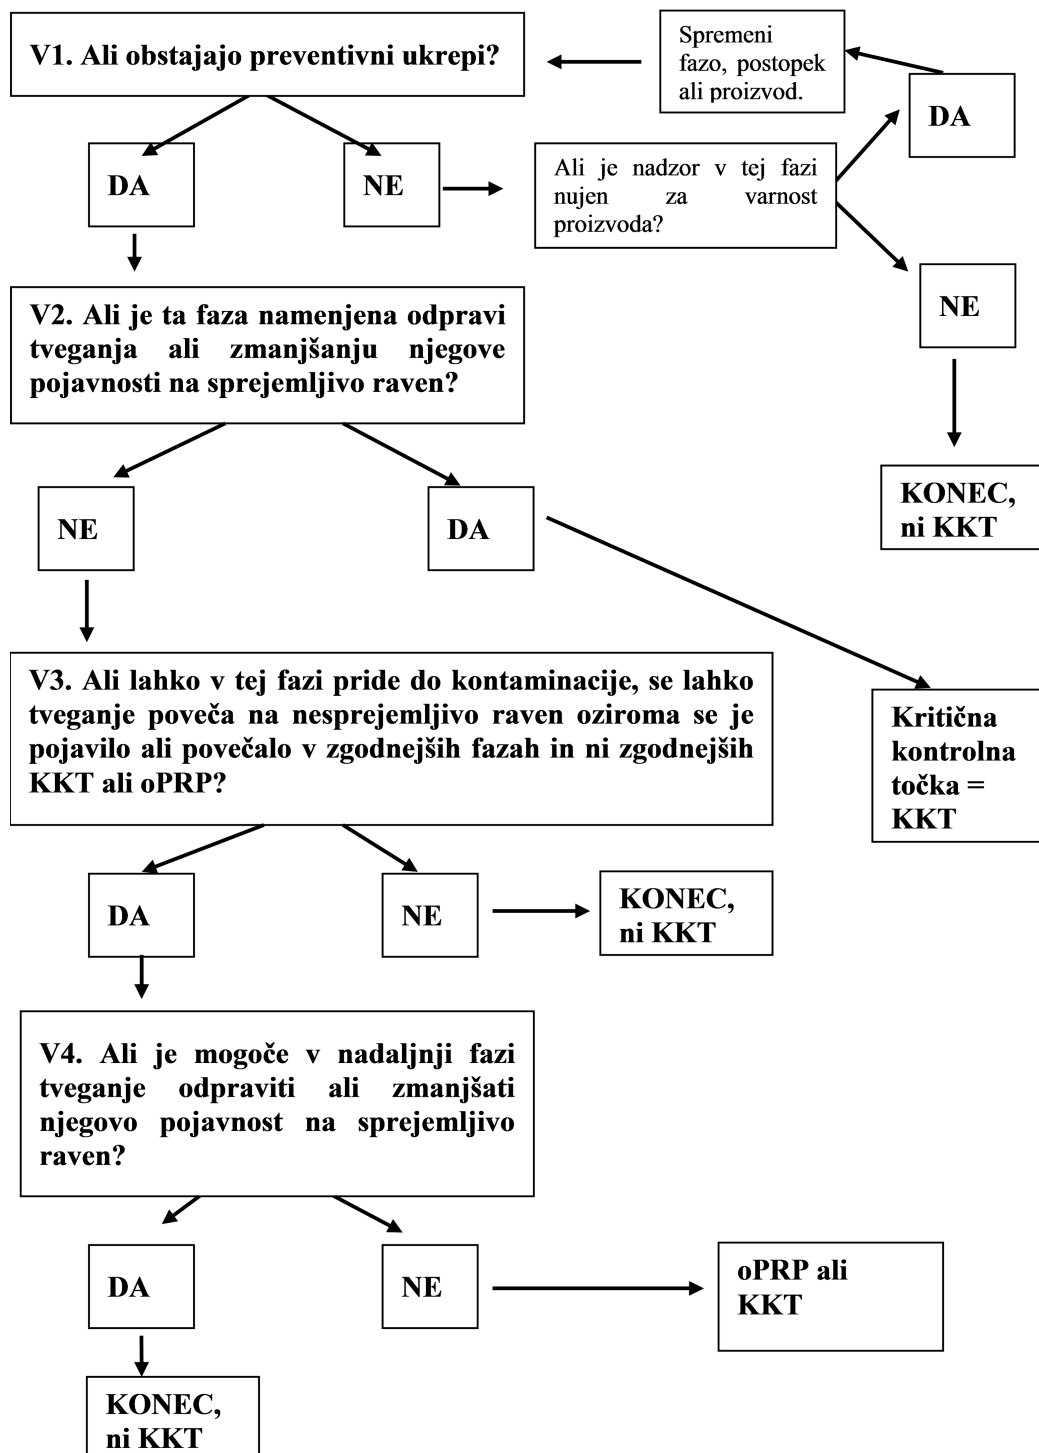 V1. Ali obstajajo preventivni ukrepi?
Spremeni
fazo, postopek
ali proizvod.
DA
DA
NE
Ali je nadzor v tej fazi
nujen za varnost
proizvoda?
NE
V2. Ali je ta faza namenjena odpravi
tveganja ali zmanjšanju njegove
pojavnosti na sprejemljivo raven?
KONEC,
ni KKT
NE
DA
V3. Ali lahko v tej fazi pride do kontaminacije, se lahko
tveganje poveča na nesprejemljivo raven oziroma se je
pojavilo ali povečalo v zgodnejših fazah in ni zgodnejših
KKT ali oPRP?
Kritična
kontrolna
točka =
KKT
DA
NE
KONEC,
ni KKT
V4. Ali je mogoče v nadaljnji fazi
tveganje odpraviti ali zmanjšati
njegovo pojavnost na sprejemljivo
raven?
DA
NE
oPRP ali
KKT
KONEC,
ni KKT